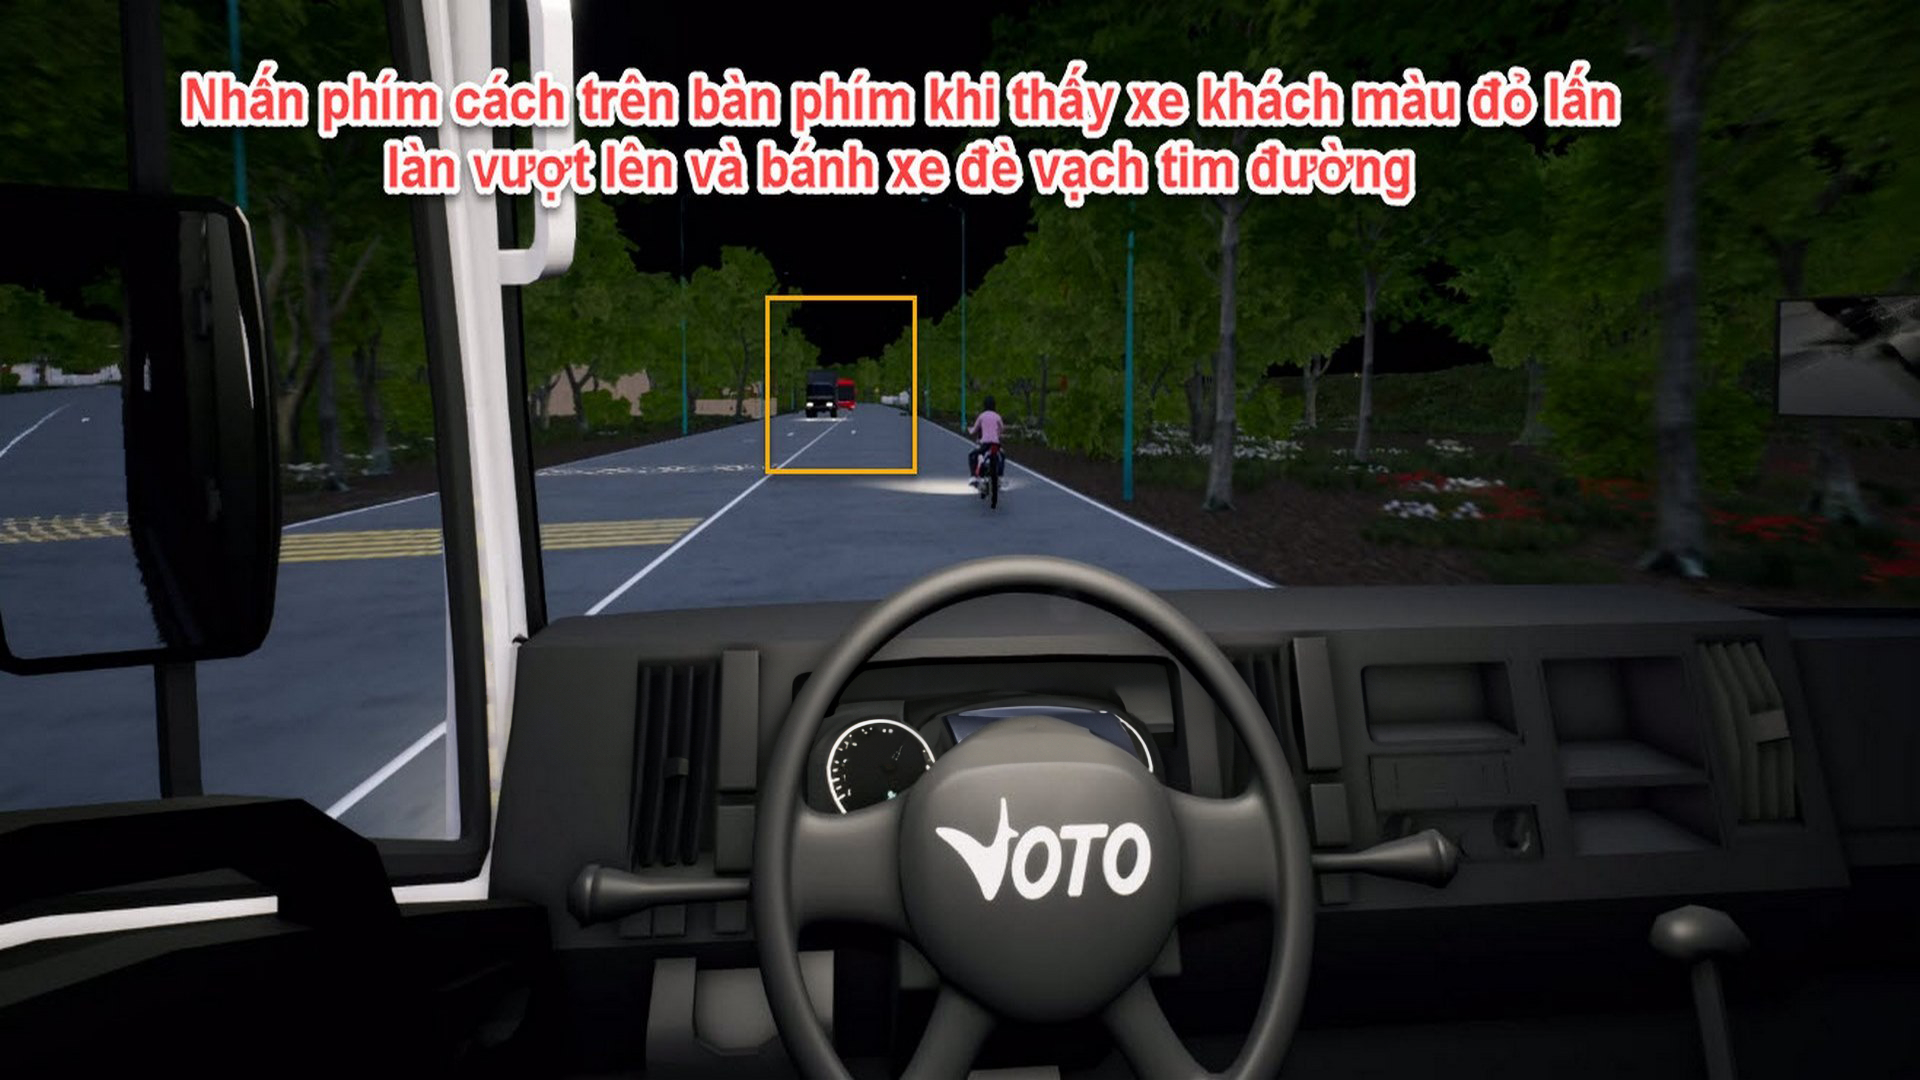 Nhấn phím cách trên bàn phím khi thấy xe khách màu đỏ lấn
làn vượt lên và bánh xe đè vạch tim đường
VOTO